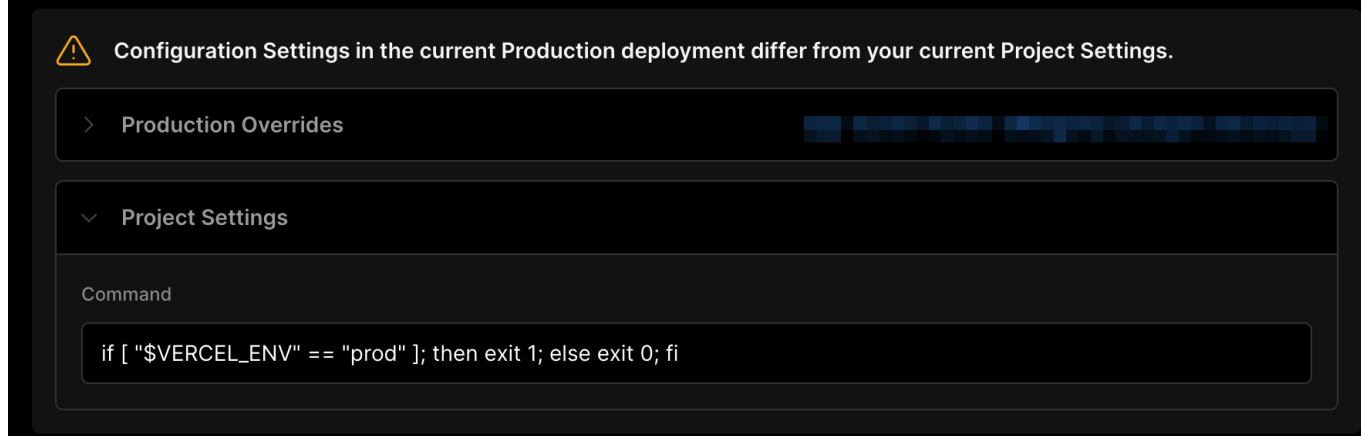 Configuration Settings in the current Production deployment differ from your current Project Settings.
Production Overrides
Project Settings
Command
if [ "$VERCEL_ENV" == "prod" ]; then exit 1; else exit 0; fi